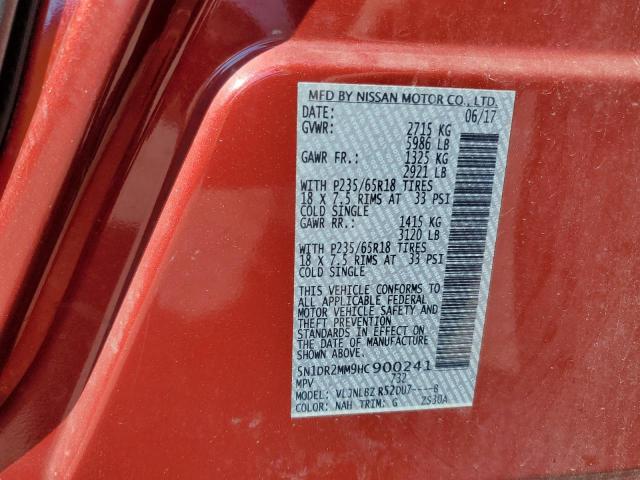 MFD BY NISSAN MOTOR CO., LTD.
DATE: 06/17
GVWR: 2715 KG
5986 LB
GAWR FR.: 1325 KG
2921 LB
WITH P235/65R18 TIRES
18 X 7.5 RIMS AT 33 PSI
COLD SINGLE
GAWR RR.: 1415 KG
3120 LB
WITH P235/65R18 TIRES
18 X 7.5 RIMS AT 33 PSI
COLD SINGLE
THIS VEHICLE CONFORMS TO
ALL APPLICABLE FEDERAL
MOTOR VEHICLE SAFETY AND
THEFT PREVENTION
STANDARDS IN EFFECT ON
THE DATE OF MANUFACTURE
SHOWN ABOVE.
5N1DR2MM9HC900241
MPV 732
MODEL: VLJNLBZ R52DU7----B
COLOR: NAH TRIM: G ZS30A